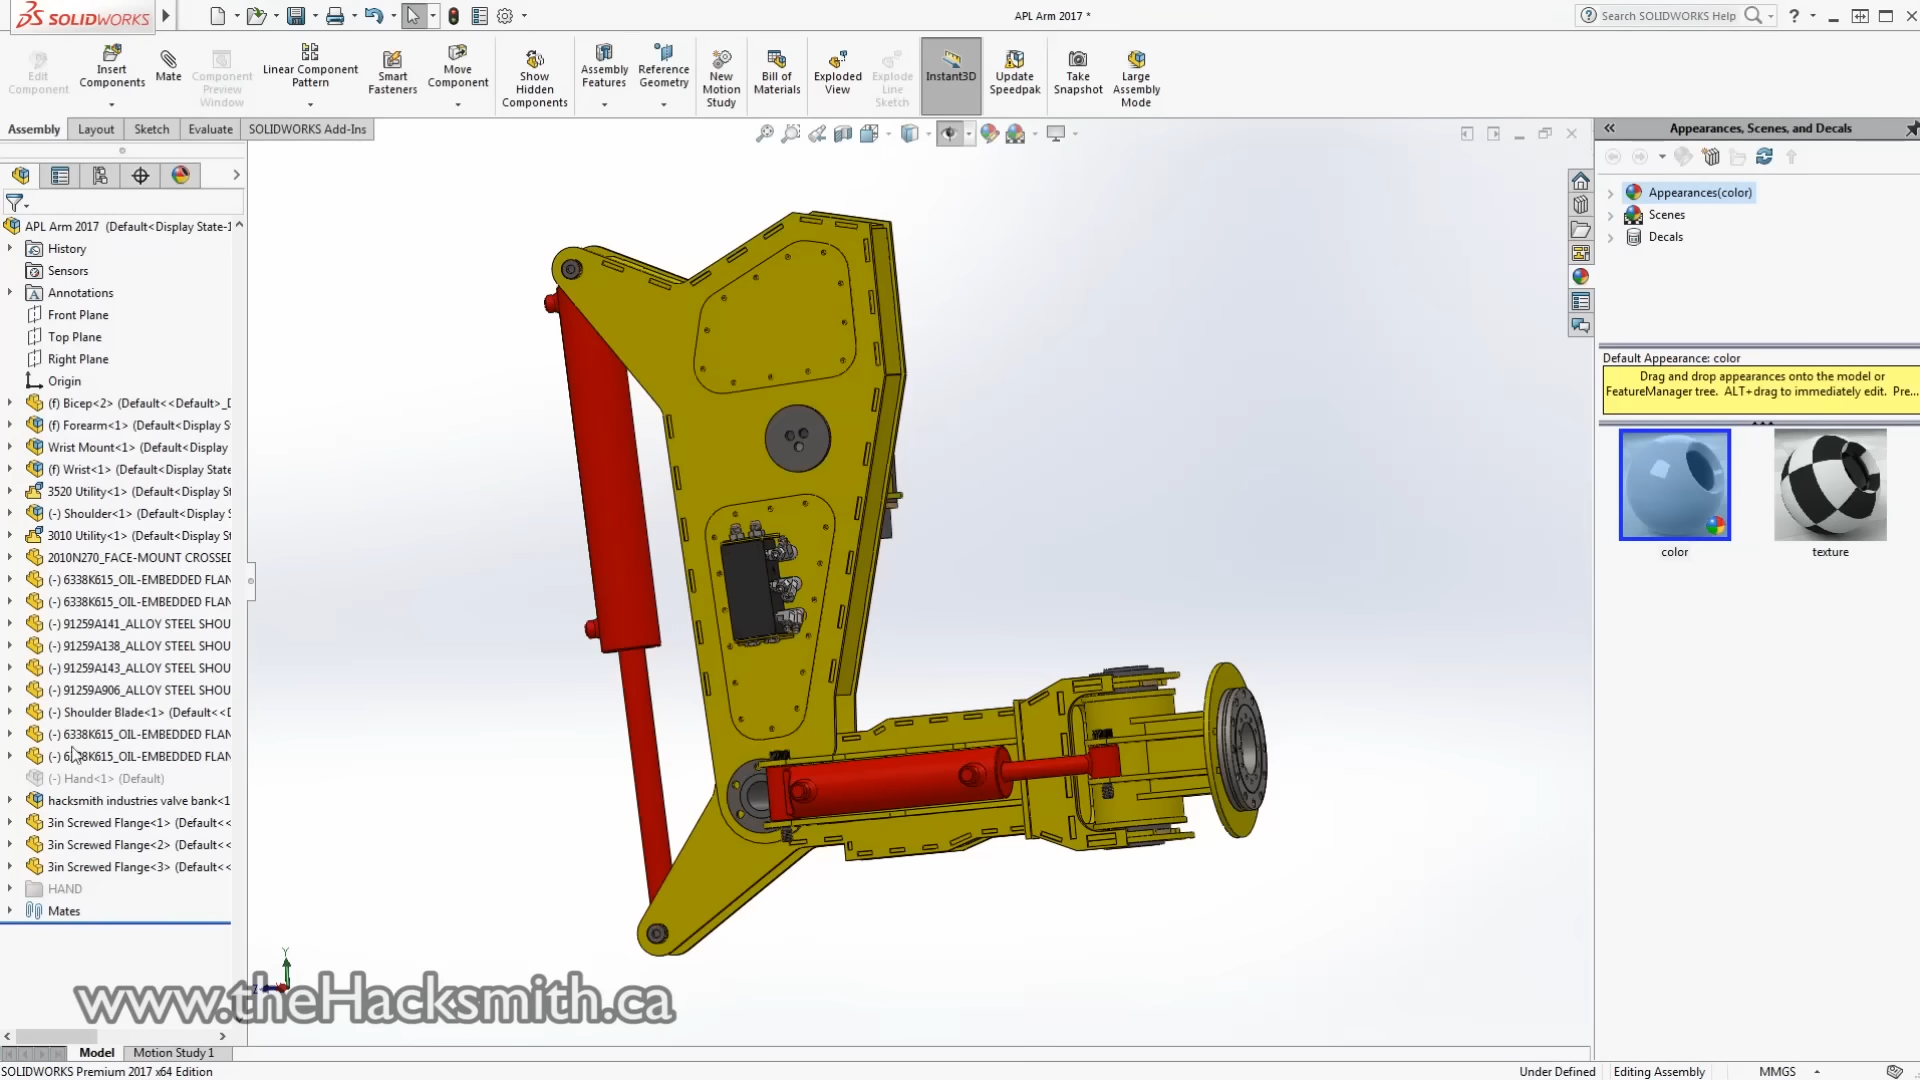 SOLIDWORKS
APL Arm 2017 *
Search SOLIDWORKS Help
Edit Component
Insert Components
Mate
Component Preview Window
Linear Component Pattern
Smart Fasteners
Move Component
Show Hidden Components
Assembly Features
Reference Geometry
New Motion Study
Bill of Materials
Exploded View
Explode Line Sketch
Instant3D
Update Speedpak
Take Snapshot
Large Assembly Mode
Assembly
Layout
Sketch
Evaluate
SOLIDWORKS Add-Ins
APL Arm 2017 (Default<Display State-1
History
Sensors
Annotations
Front Plane
Top Plane
Right Plane
Origin
(f) Bicep<2> (Default<<Default>_D
(f) Forearm<1> (Default<Display S
Wrist Mount<1> (Default<Display
(f) Wrist<1> (Default<Display State
3520 Utility<1> (Default<Display St
(-) Shoulder<1> (Default<Display S
3010 Utility<1> (Default<Display St
2010N270_FACE-MOUNT CROSSED
(-) 6338K615_OIL-EMBEDDED FLAN
(-) 6338K615_OIL-EMBEDDED FLAN
(-) 91259A141_ALLOY STEEL SHOU
(-) 91259A138_ALLOY STEEL SHOU
(-) 91259A143_ALLOY STEEL SHOU
(-) 91259A906_ALLOY STEEL SHOU
(-) Shoulder Blade<1> (Default<<D
(-) 6338K615_OIL-EMBEDDED FLAN
(-) 6338K615_OIL-EMBEDDED FLAN
(-) Hand<1> (Default)
hacksmith industries valve bank<1
3in Screwed Flange<1> (Default<<
3in Screwed Flange<2> (Default<<
3in Screwed Flange<3> (Default<<
HAND
Mates
Y
Z
www.theHacksmith.ca
Appearances, Scenes, and Decals
Appearances(color)
Scenes
Decals
Default Appearance: color
Drag and drop appearances onto the model or
FeatureManager tree. ALT+drag to immediately edit. Pre...
color
texture
Model
Motion Study 1
SOLIDWORKS Premium 2017 x64 Edition
Under Defined
Editing Assembly
MMGS